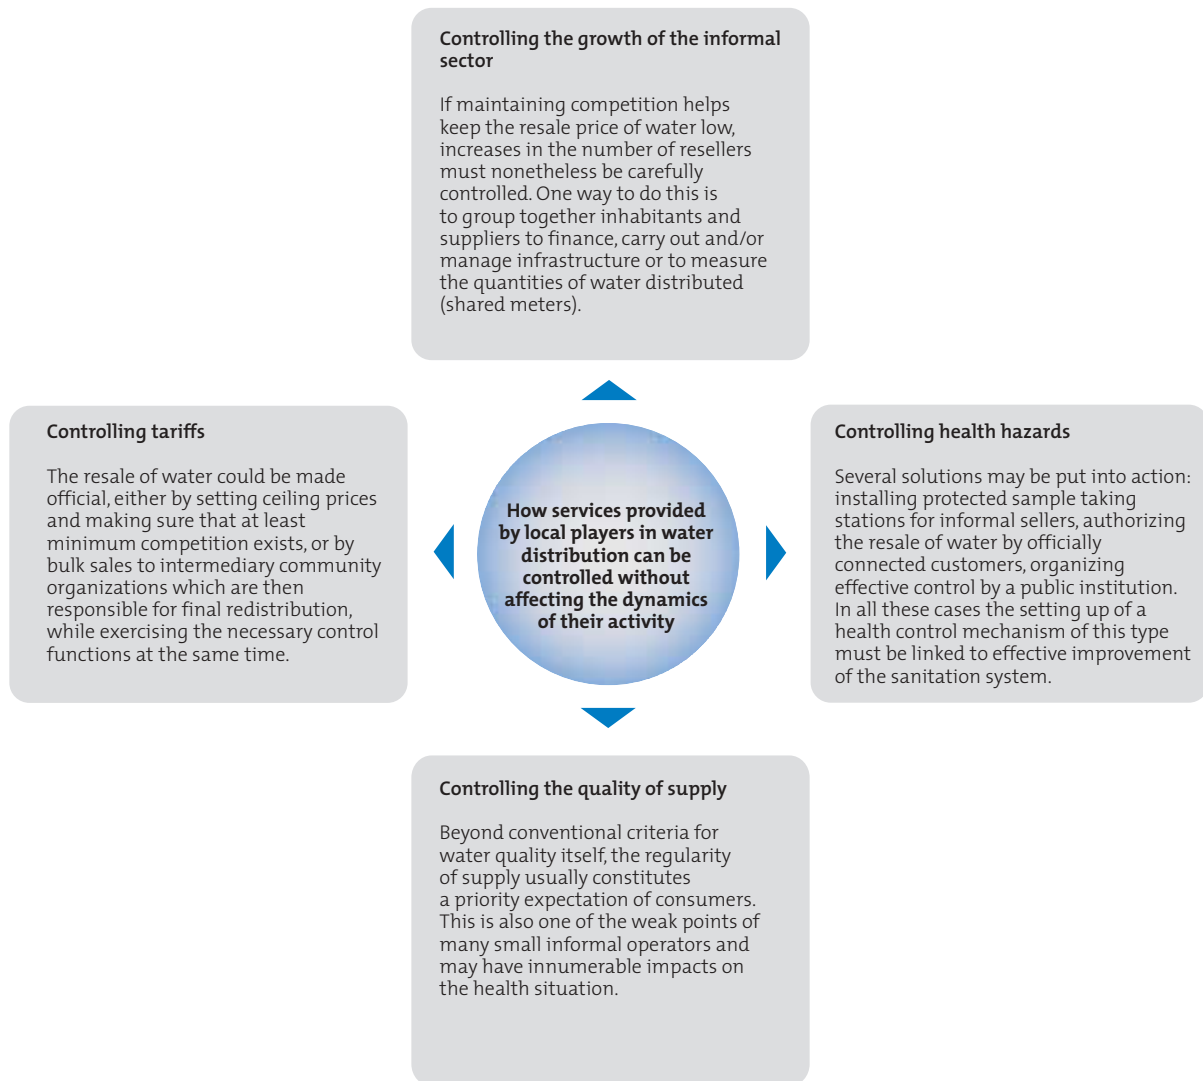 Controlling the growth of the informal
sector
If maintaining competition helps
keep the resale price of water low,
increases in the number of resellers
must nonetheless be carefully
controlled. One way to do this is
to group together inhabitants and
suppliers to finance, carry out and/or
manage infrastructure or to measure
the quantities of water distributed
(shared meters).
Controlling tariffs
The resale of water could be made
official, either by setting ceiling prices
and making sure that at least
minimum competition exists, or by
bulk sales to intermediary community
organizations which are then
responsible for final redistribution,
while exercising the necessary control
functions at the same time.
How services provided
by local players in water
distribution can be
controlled without
affecting the dynamics
of their activity
Controlling health hazards
Several solutions may be put into action:
installing protected sample taking
stations for informal sellers, authorizing
the resale of water by officially
connected customers, organizing
effective control by a public institution.
In all these cases the setting up of a
health control mechanism of this type
must be linked to effective improvement
of the sanitation system.
Controlling the quality of supply
Beyond conventional criteria for
water quality itself, the regularity
of supply usually constitutes
a priority expectation of consumers.
This is also one of the weak points of
many small informal operators and
may have innumerable impacts on
the health situation.